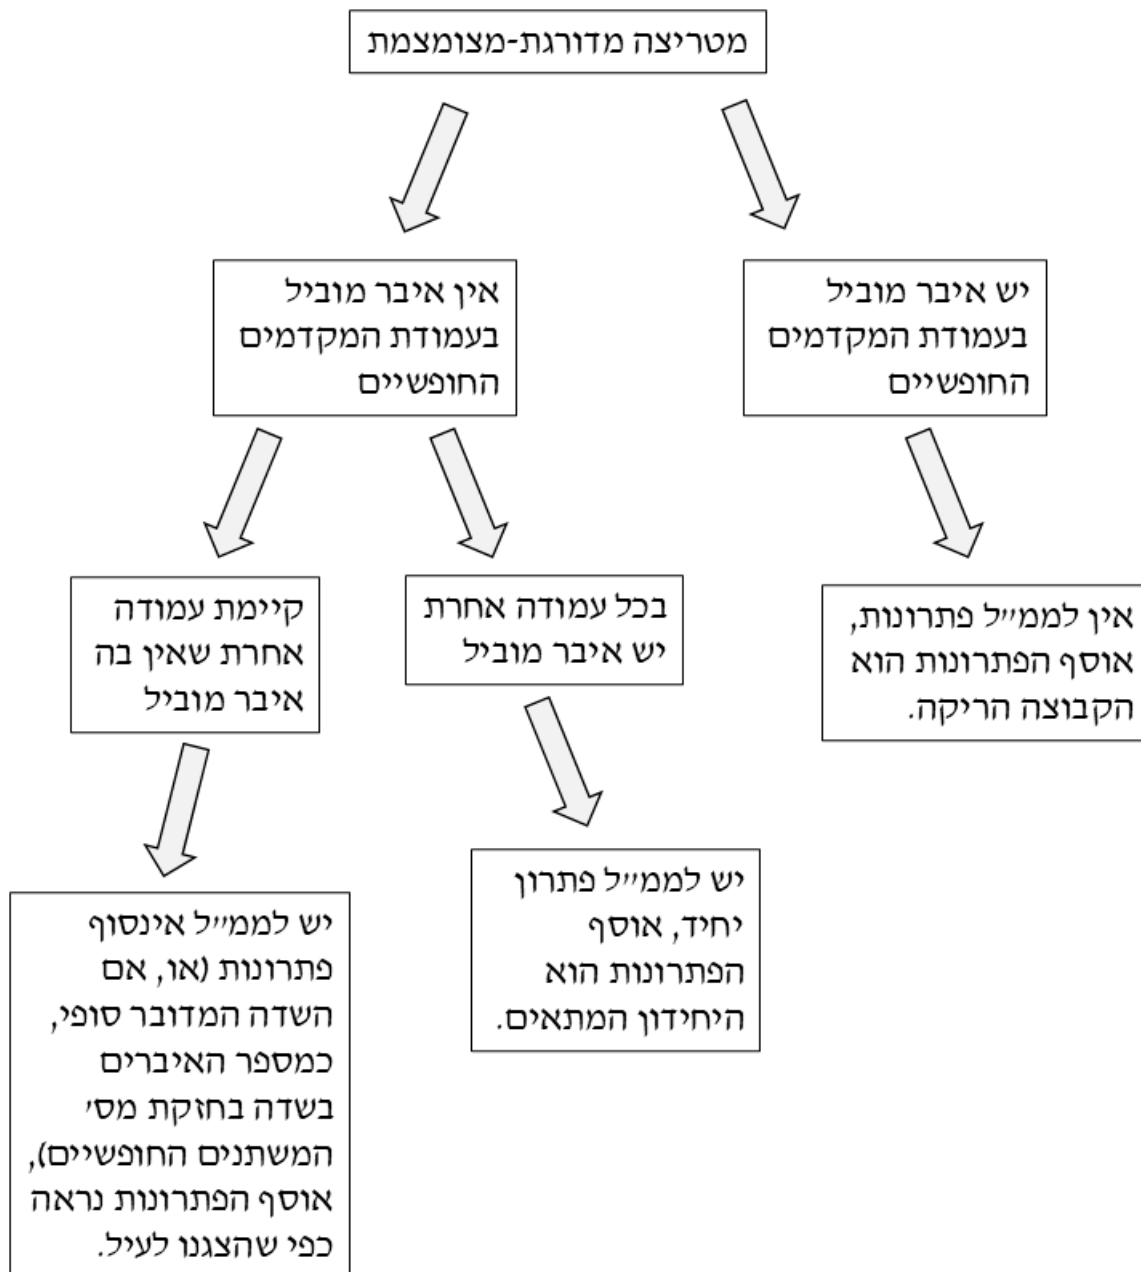 מטריצה מדורגת-מצומצמת
יש איבר מוביל
בעמודת המקדמים
החופשיים
אין איבר מוביל
בעמודת המקדמים
החופשיים
אין לממ״ל פתרונות,
אוסף הפתרונות הוא
הקבוצה הריקה.
בכל עמודה אחרת
יש איבר מוביל
קיימת עמודה
אחרת שאין בה
איבר מוביל
יש לממ״ל פתרון
יחיד, אוסף
הפתרונות הוא
היחידון המתאים.
יש לממ״ל אינסוף
פתרונות (או, אם
השדה המדובר סופי,
כמספר האיברים
בשדה בחזקת מס׳
המשתנים החופשיים),
אוסף הפתרונות נראה
כפי שהצגנו לעיל.